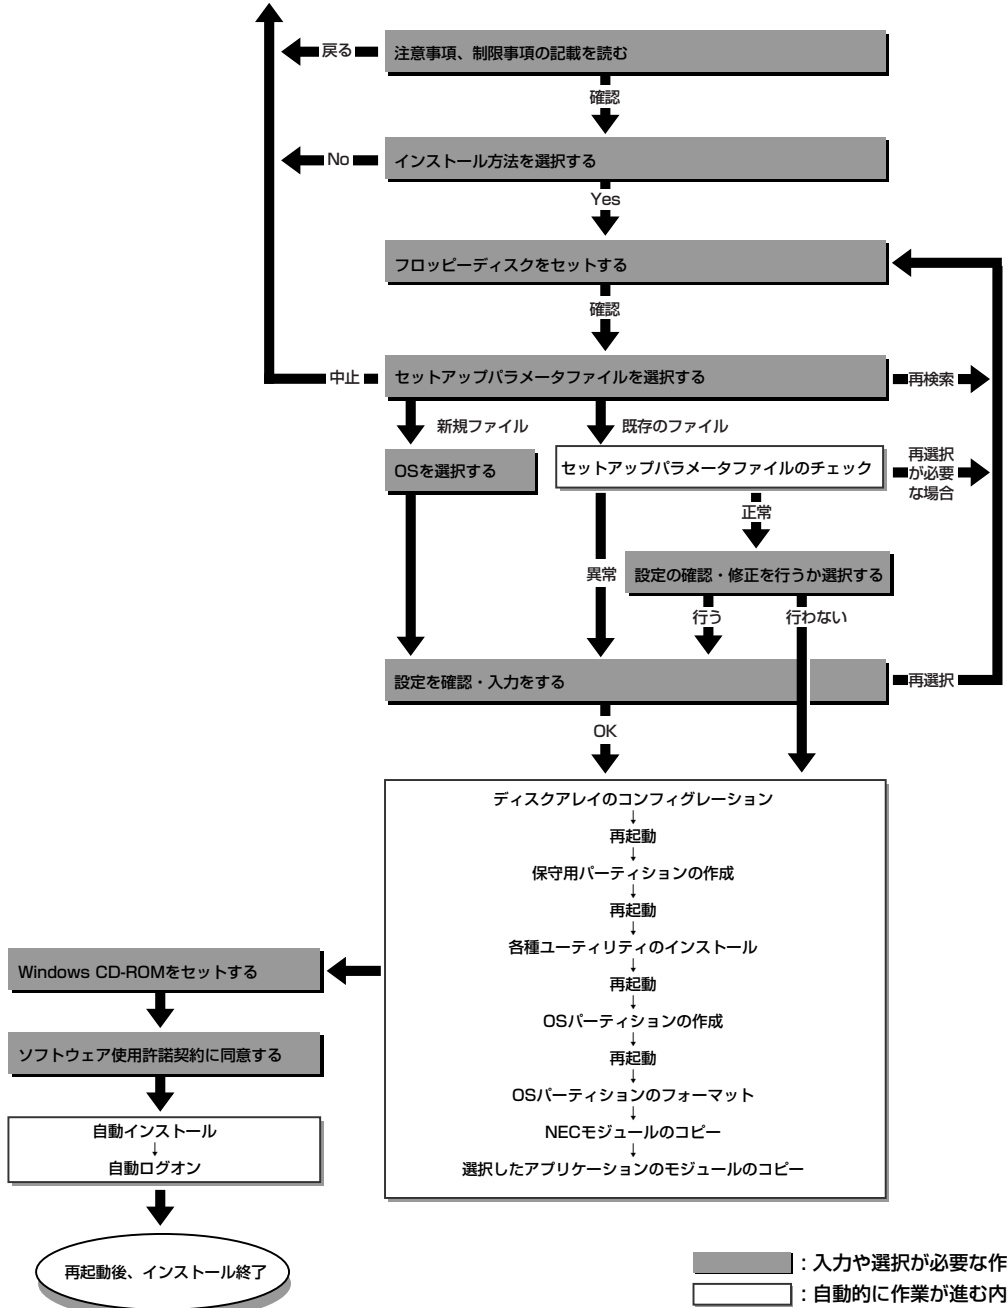 戻る
注意事項、制限事項の記載を読む
確認
No
インストール方法を選択する
Yes
フロッピーディスクをセットする
確認
中止
セットアップパラメータファイルを選択する
再検索
新規ファイル
既存のファイル
OSを選択する
セットアップパラメータファイルのチェック
再選択
が必要
な場合
正常
異常
設定の確認・修正を行うか選択する
行う
行わない
設定を確認・入力をする
再選択
OK
ディスクアレイのコンフィグレーション
↓
再起動
↓
保守用パーティションの作成
↓
再起動
↓
各種ユーティリティのインストール
↓
再起動
↓
OSパーティションの作成
↓
再起動
↓
OSパーティションのフォーマット
↓
NECモジュールのコピー
↓
選択したアプリケーションのモジュールのコピー
Windows CD-ROMをセットする
ソフトウェア使用許諾契約に同意する
自動インストール
↓
自動ログオン
再起動後、インストール終了
：入力や選択が必要な作
：自動的に作業が進む内